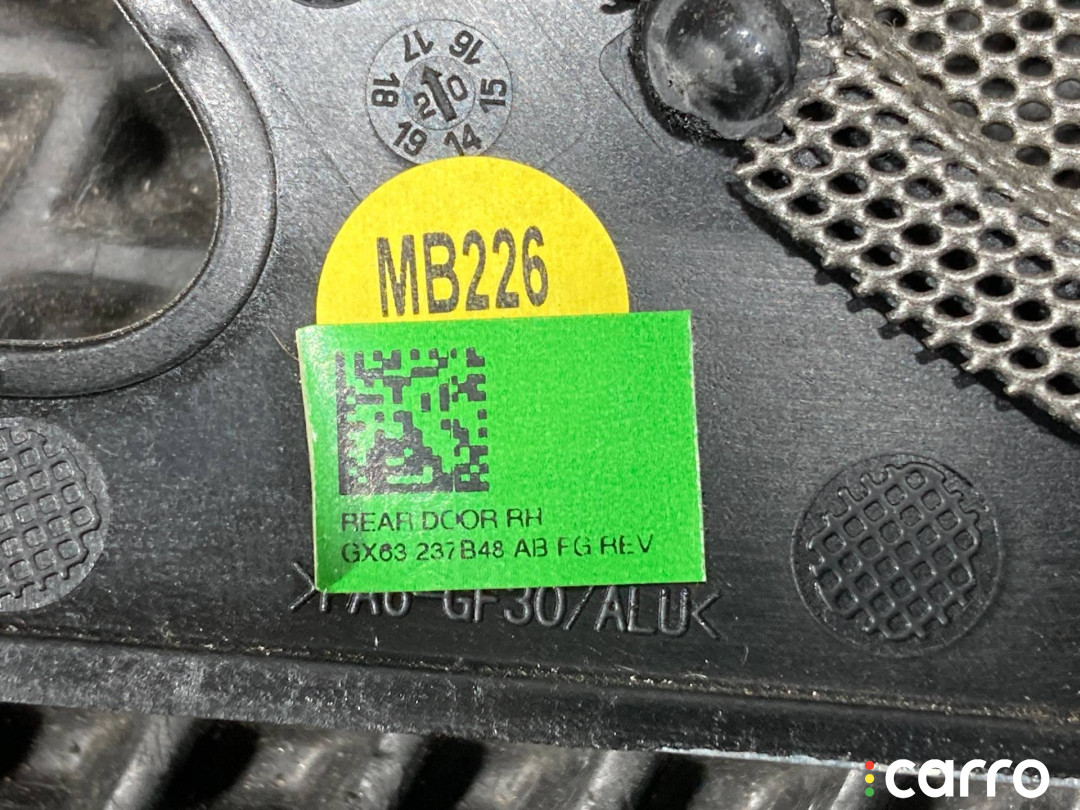 17 16
18 2 0 15
19 14
MB226
REAR DOOR RH
GX63 237B48 AB FG REV
>PA6-GF30/ALU<
carro